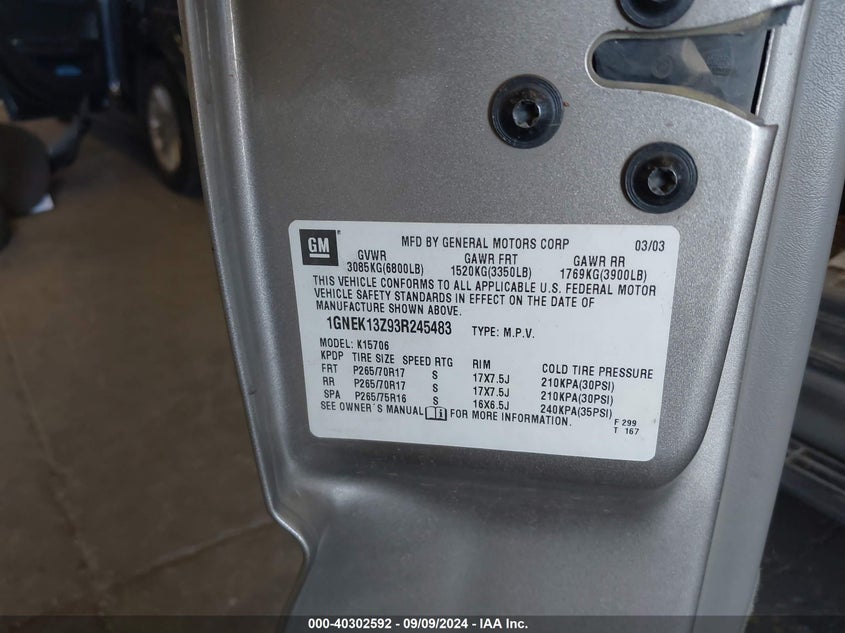 GM
MFD BY GENERAL MOTORS CORP 03/03
GVWR GAWR FRT GAWR RR
3085KG(6800LB) 1520KG(3350LB) 1769KG(3900LB)
THIS VEHICLE CONFORMS TO ALL APPLICABLE U.S. FEDERAL MOTOR
VEHICLE SAFETY STANDARDS IN EFFECT ON THE DATE OF
MANUFACTURE SHOWN ABOVE.
1GNEK13Z93R245483 TYPE: M.P.V.
MODEL: K15706
KPDP TIRE SIZE SPEED RTG RIM COLD TIRE PRESSURE
FRT P265/70R17 S 17X7.5J 210KPA(30PSI)
RR P265/70R17 S 17X7.5J 210KPA(30PSI)
SPA P265/75R16 S 16X6.5J 240KPA(35PSI)
SEE OWNER'S MANUAL i FOR MORE INFORMATION.
F 299
T 167
000-40302592 - 09/09/2024 - IAA Inc.